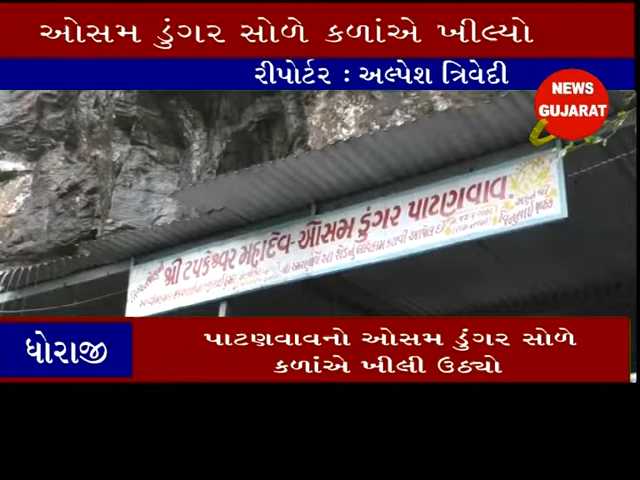 ઓસમ ડુંગર સોળે કળાંએ ખીલ્યો
રીપોર્ટર : અલ્પેશ ત્રિવેદી
NEWS
GUJARAT
શ્રી ટપકેશ્વર મહાદેવ-ઓસમ ડુંગર પાટણવાવ.
ધોરાજી
પાટણવાવનો ઓસમ ડુંગર સોળે
કળાંએ ખીલી ઉઠ્યો